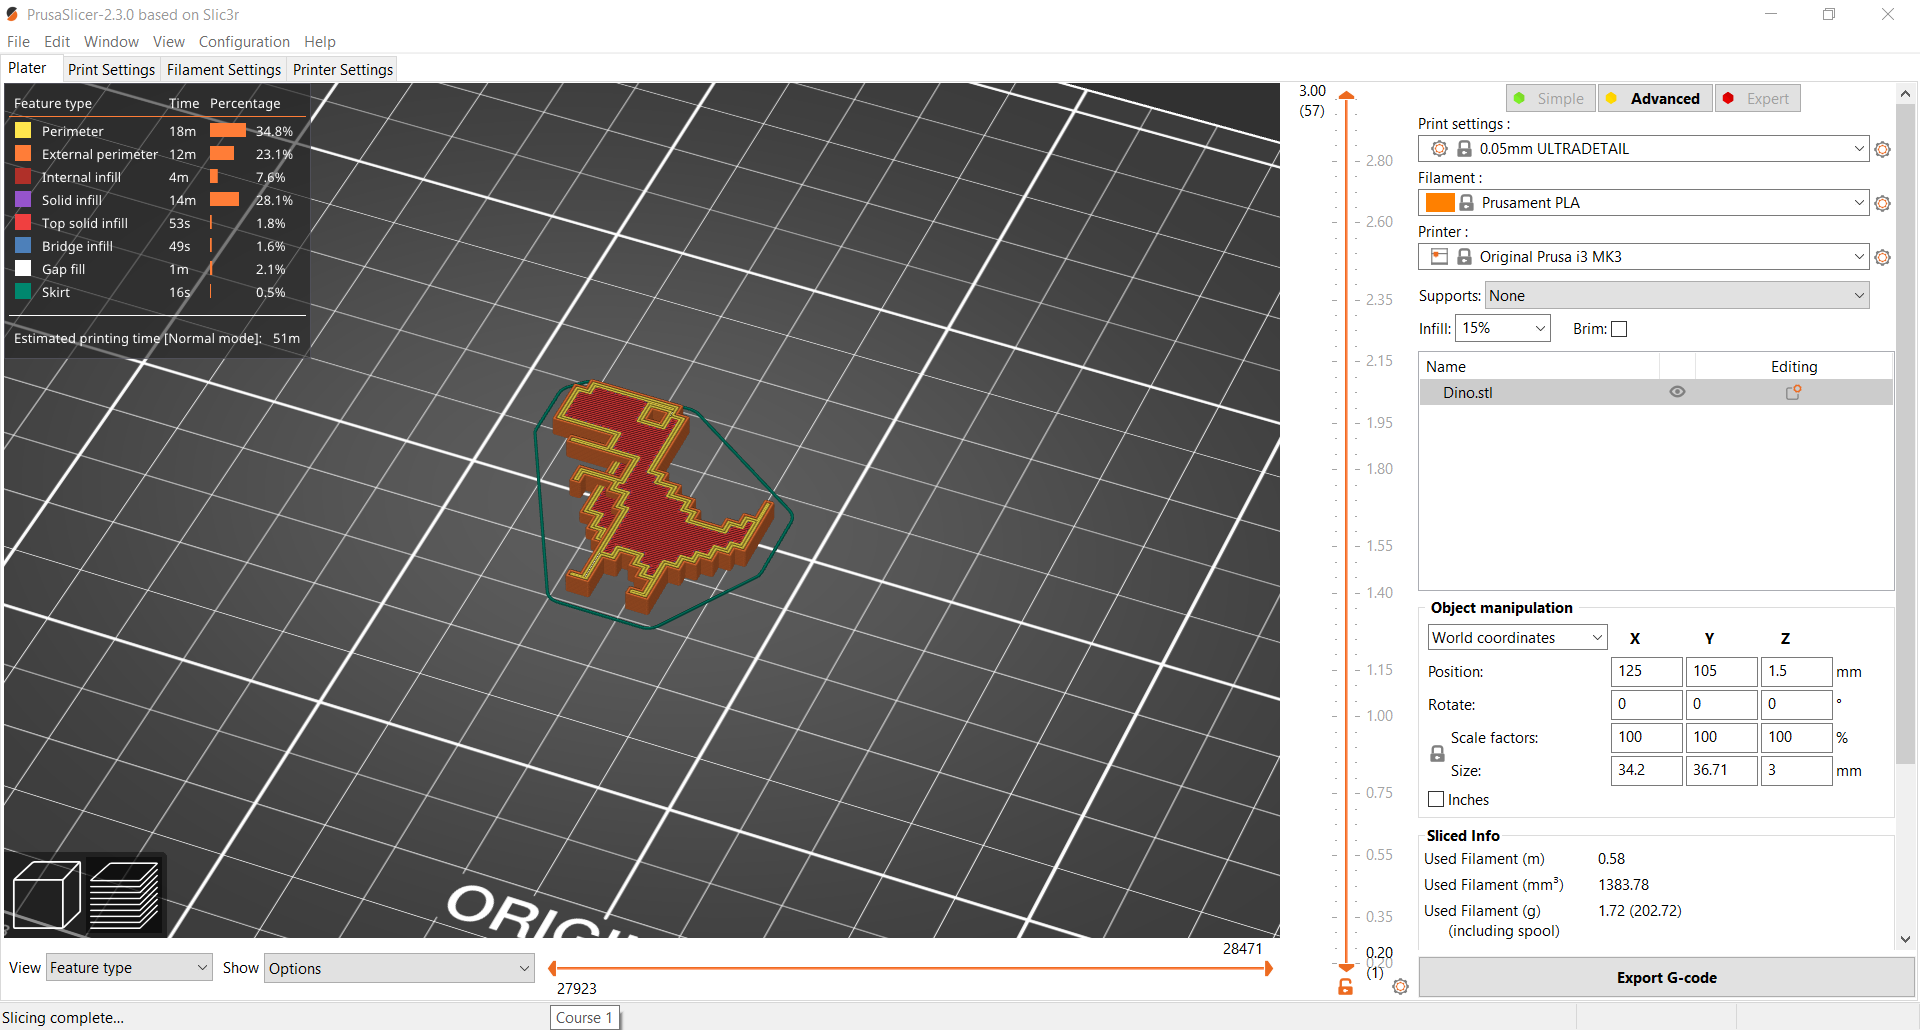 PrusaSlicer-2.3.0 based on Slic3r
File Edit Window View Configuration Help
Plater Print Settings Filament Settings Printer Settings
Feature type Time Percentage
Perimeter 18m 34.8%
External perimeter 12m 23.1%
Internal infill 4m 7.6%
Solid infill 14m 28.1%
Top solid infill 53s 1.8%
Bridge infill 49s 1.6%
Gap fill 1m 2.1%
Skirt 16s 0.5%
Estimated printing time [Normal mode]: 51m
ORIGI
3.00
(57)
2.80
2.60
2.35
2.15
1.95
1.80
1.55
1.40
1.15
1.00
0.75
0.55
0.35
0.20
0.20
(1)
Simple Advanced Expert
Print settings :
0.05mm ULTRADETAIL
Filament :
Prusament PLA
Printer :
Original Prusa i3 MK3
Supports: None
Infill: 15% Brim:
Name Editing
Dino.stl
Object manipulation
World coordinates X Y Z
Position: 125 105 1.5 mm
Rotate: 0 0 0 °
Scale factors: 100 100 100 %
Size: 34.2 36.71 3 mm
Inches
Sliced Info
Used Filament (m) 0.58
Used Filament (mm³) 1383.78
Used Filament (g) 1.72 (202.72)
(including spool)
Export G-code
View Feature type Show Options
28471
27923
Slicing complete...
Course 1